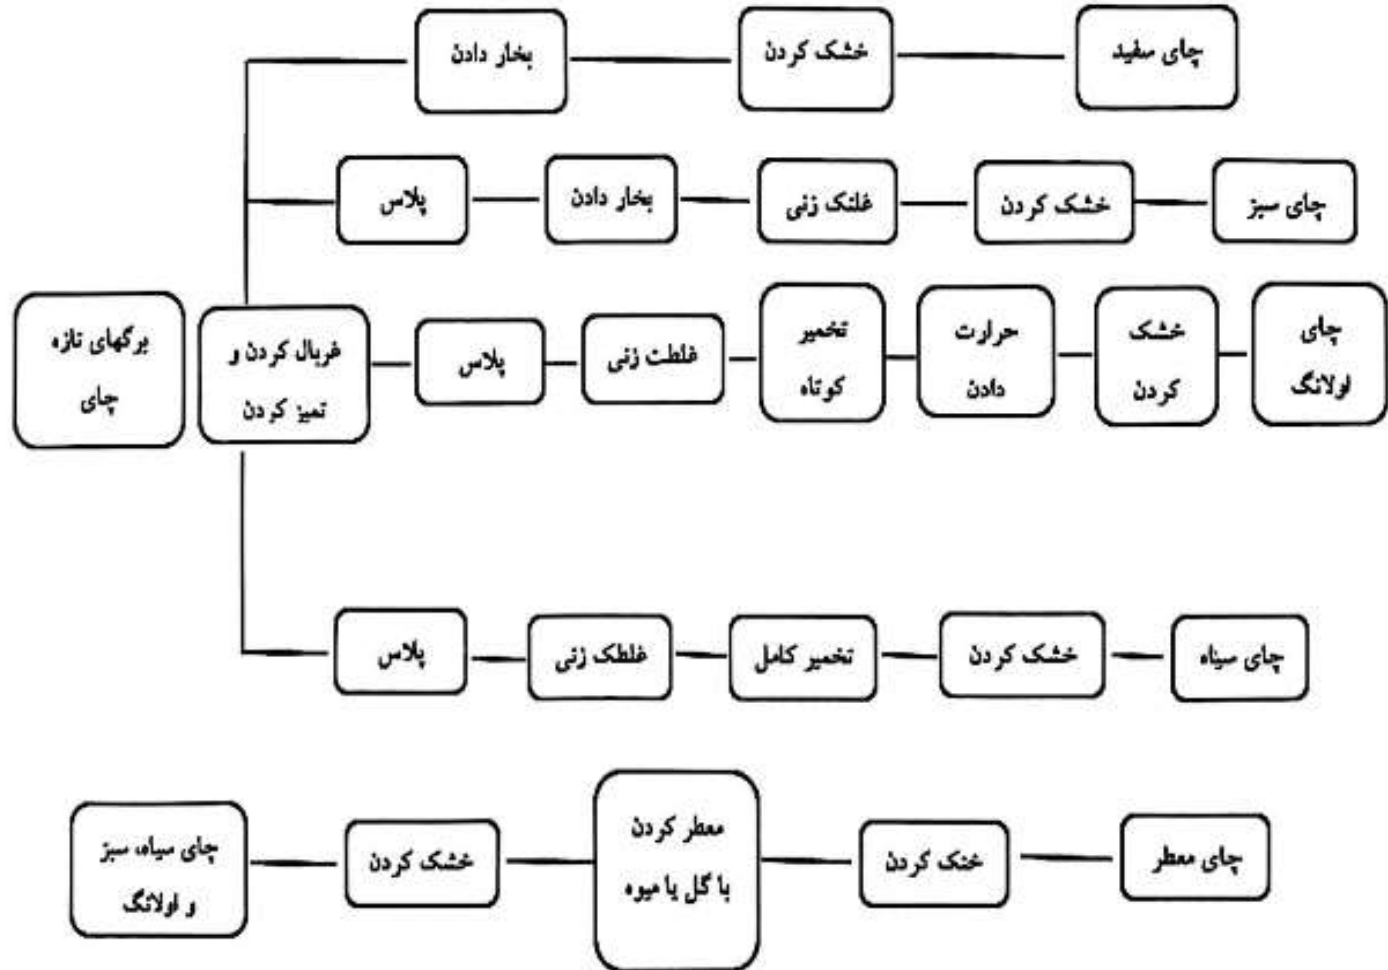 بخار دادن
خشک کردن
چای سفید
پلاس
بخار دادن
غلتک زنی
خشک کردن
چای سبز
برگهای تازه
چای
غربال کردن و
تمیز کردن
پلاس
غلطت زنی
تخمیر
کوتاه
حرارت
دادن
خشک
کردن
چای
اولانگ
پلاس
غلطک زنی
تخمیر کامل
خشک کردن
چای سیاه
چای سیاه، سبز
و اولانگ
خشک کردن
معطر کردن
با گل یا میوه
خنک کردن
چای معطر